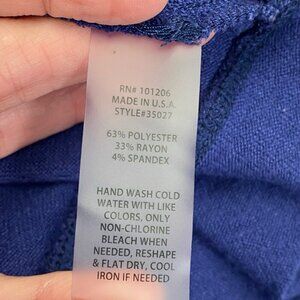 RN# 101206
MADE IN U.S.A.
STYLE#35027
63% POLYESTER
33% RAYON
4% SPANDEX
HAND WASH COLD
WATER WITH LIKE
COLORS, ONLY
NON-CHLORINE
BLEACH WHEN
NEEDED, RESHAPE
& FLAT DRY, COOL
IRON IF NEEDED